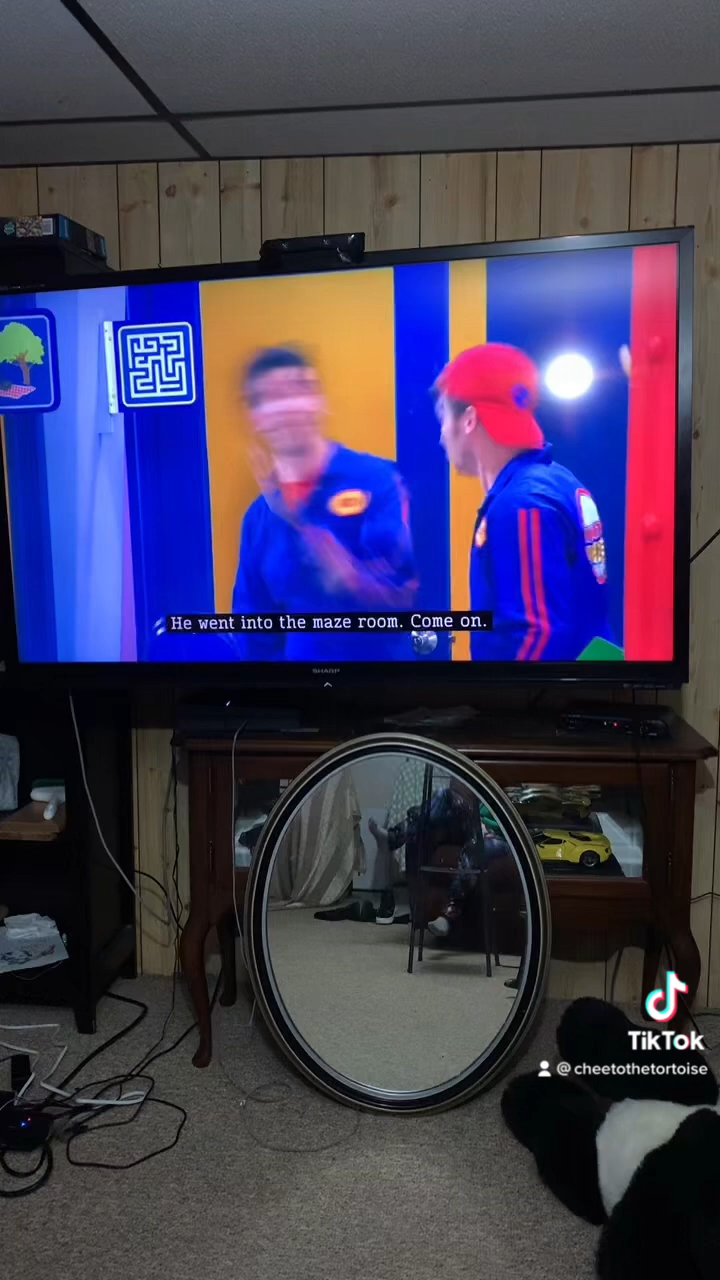 He went into the maze room. Come on.
SHARP
TikTok
@cheetothetortoise